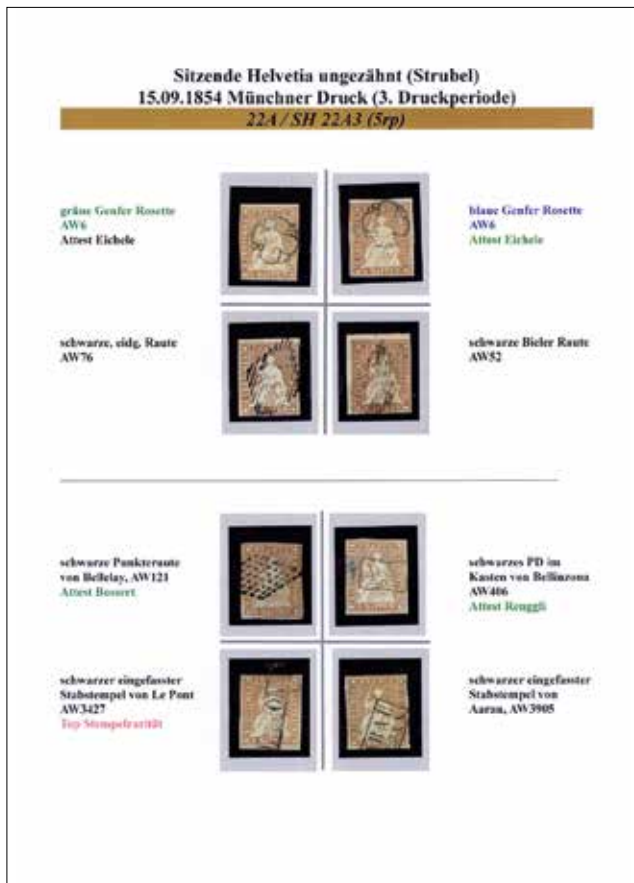 Sitzende Helvetia ungezähnt (Strubel)
15.09.1854 Münchner Druck (3. Druckperiode)
22A / SH 22A3 (5rp)
grüne Genfer Rosette
AW6
Attest Eichele
blaue Genfer Rosette
AW6
Attest Eichele
schwarze, eidg. Raute
AW76
schwarze Bieler Raute
AW52
schwarze Punkteraute
von Bellelay, AW121
Attest Bossert
schwarzes PD im
Kasten von Bellinzona
AW406
Attest Renggli
schwarzer eingefasster
Stabstempel von Le Pont
AW3427
Top Stempelrarität
schwarzer eingefasster
Stabstempel von
Aarau, AW3905